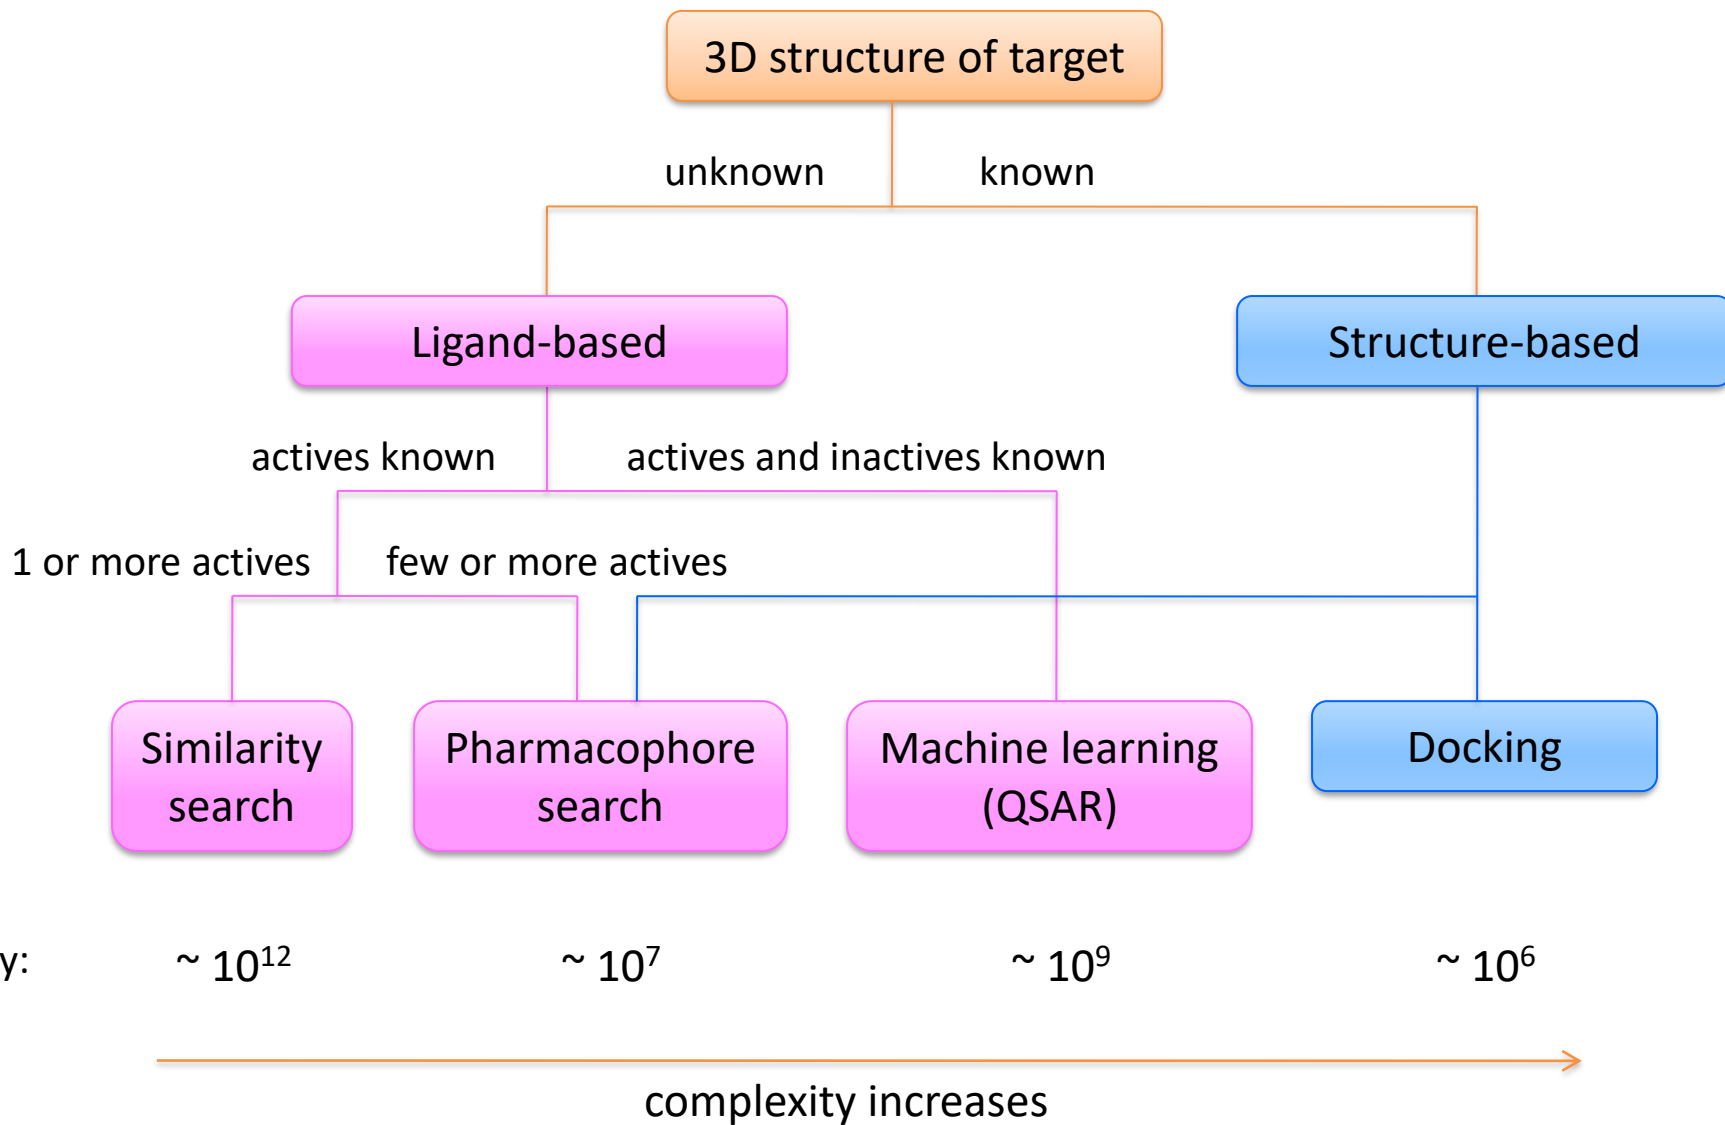 3D structure of target
unknown
known
Ligand-based
Structure-based
actives known
actives and inactives known
1 or more actives
few or more actives
Similarity
search
Pharmacophore
search
Machine learning
(QSAR)
Docking
y:
~ 10¹²
~ 10⁷
~ 10⁹
~ 10⁶
complexity increases